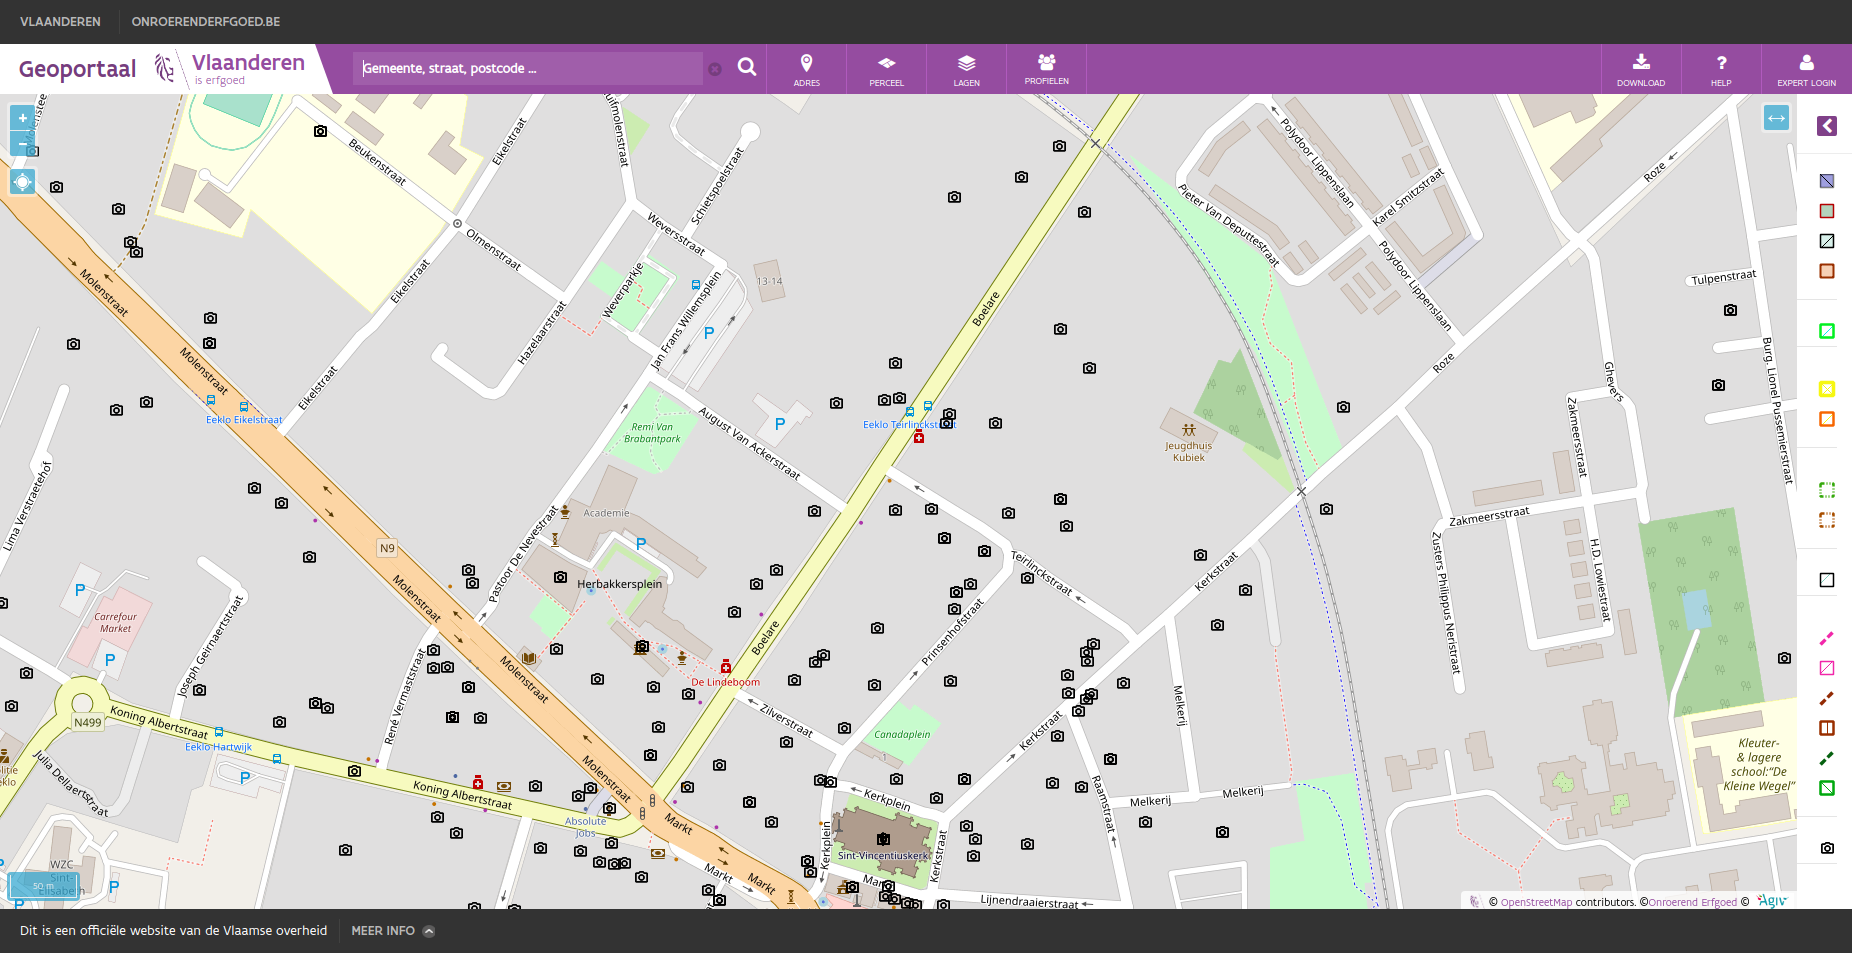 VLAANDEREN
ONROERENDERFGOED.BE
Geoportaal
Vlaanderen
is erfgoed
Gemeente, straat, postcode ...
ADRES
PERCEEL
LAGEN
PROFIELEN
DOWNLOAD
HELP
EXPERT LOGIN
+
−
Beukenstraat
Eikelstraat
Schietspoelstraat
Weversstraat
Olmenstraat
Eikelstraat
Weverparkje
Jan Frans Willemsplein
13-14
Hazelaarstraat
Molenstraat
Molenstraat
Eikelstraat
Eeklo Eikelstraat
P
Boelare
Polydoor Lippenslaan
Pieter Van Deputtestraat
Karel Smitzstraat
Polydoor Lippenslaan
Roze
Roze
Tulpenstraat
Burg. Lionel Pussemierstraat
Ghevers
Remi Van
Brabantpark
August Van Ackerstraat
P
Jeugdhuis
Kubiek
Zakmeersstraat
Zakmeersstraat
H.D. Lowiestraat
Zusters Philippus Neristraat
Lima Verstraetehof
N9
Pastoor De Nevestraat
Academie
P
Herbakkersplein
Teirlinckstraat
Kerkstraat
Prinsenhofstraat
Molenstraat
P
Carrefour
Market
P
Joseph Geirnaertstraat
René Vermaststraat
Molenstraat
De Lindeboom
Boelare
Zilverstraat
Canadaplein
Kerkstraat
Melkerij
N499
Koning Albertstraat
Eeklo Hartwijk
P
Julia Dellaertstraat
Koning Albertstraat
Molenstraat
Absolute
Jobs
Markt
Kerkplein
Kerkplein
Sint-Vincentiuskerk
Kerkstraat
Raamstraat
Melkerij
Melkerij
Kleuter-
& lagere
school:"De
Kleine Wegel"
WZC
Sint-
Elisabeth
P
P
50 m
Markt
Markt
Lijnendraaierstraat
© OpenStreetMap contributors. ©Onroerend Erfgoed © Agiv
Dit is een officiële website van de Vlaamse overheid
MEER INFO